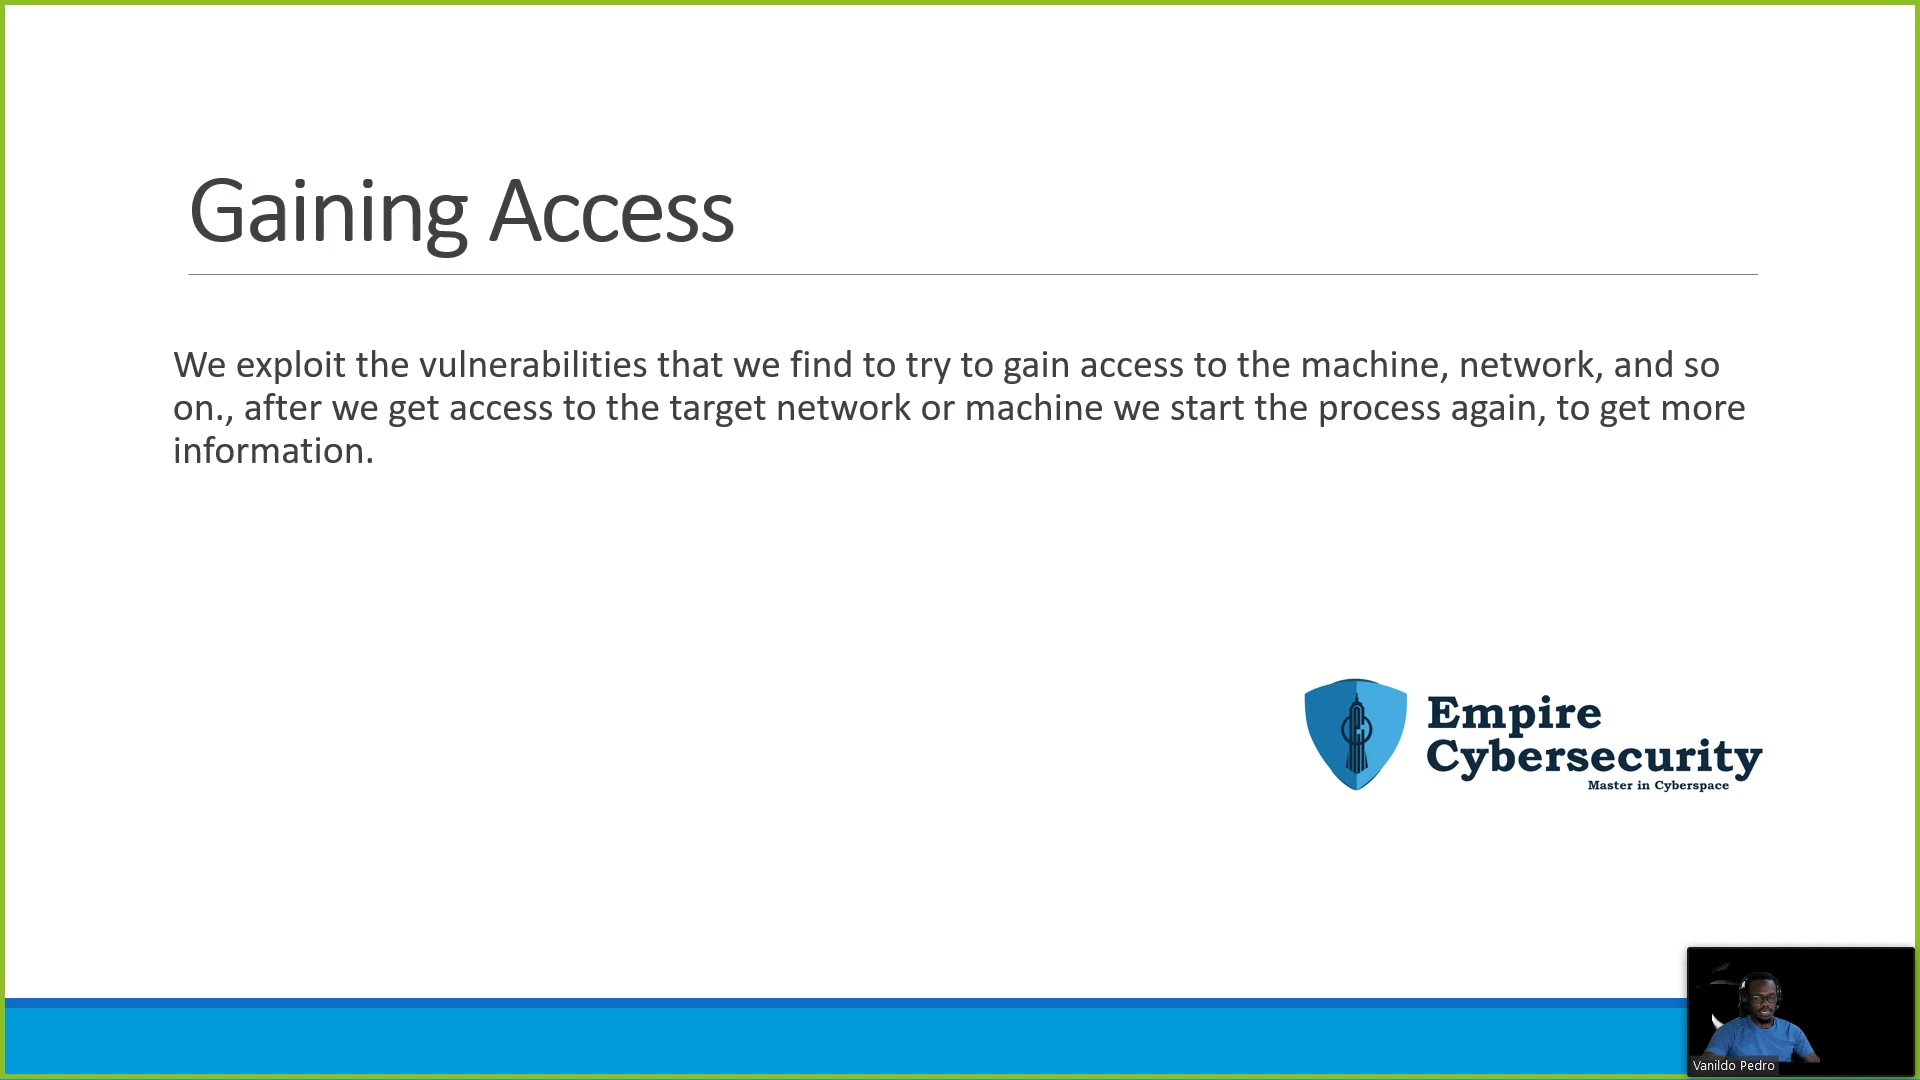 Gaining Access
We exploit the vulnerabilities that we find to try to gain access to the machine, network, and so
on., after we get access to the target network or machine we start the process again, to get more
information.
Empire
Cybersecurity
Master in Cyberspace
Vanildo Pedro